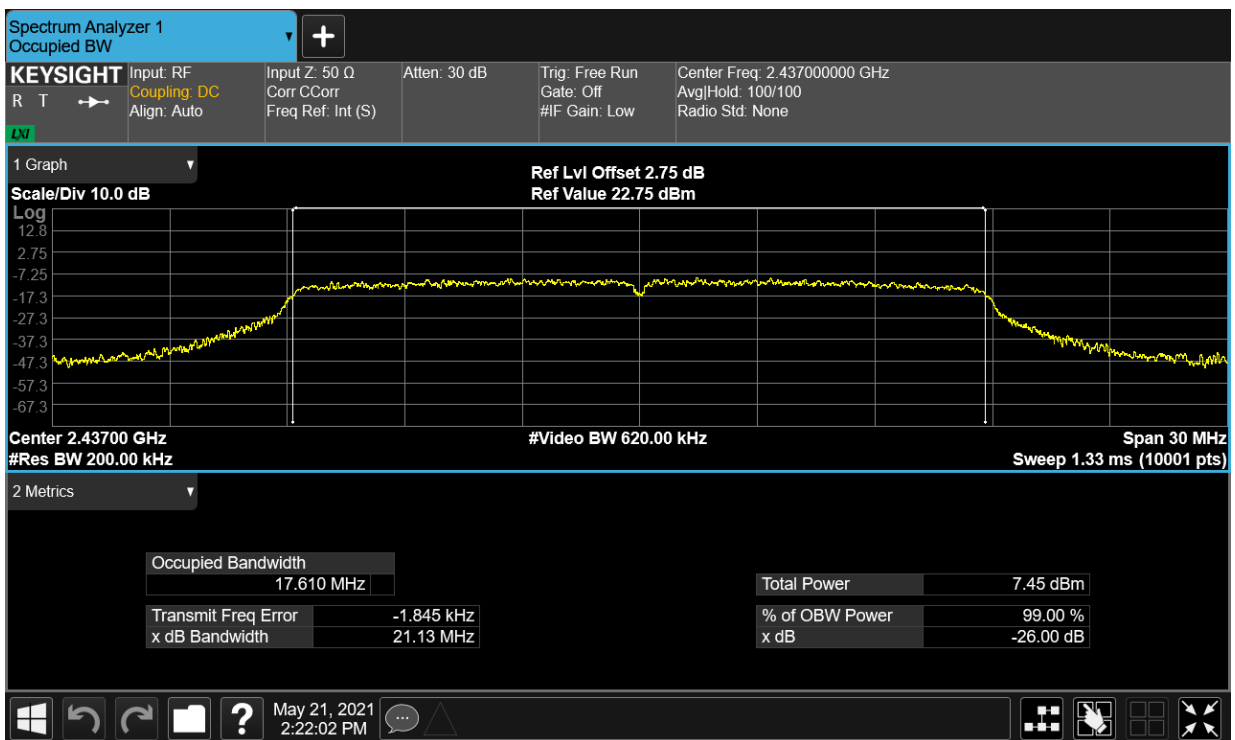 Spectrum Analyzer 1
Occupied BW
KEYSIGHT
R T
LXI
Input: RF
Coupling: DC
Align: Auto
Input Z: 50 Ω
Corr CCorr
Freq Ref: Int (S)
Atten: 30 dB
Trig: Free Run
Gate: Off
#IF Gain: Low
Center Freq: 2.437000000 GHz
Avg|Hold: 100/100
Radio Std: None
1 Graph
Scale/Div 10.0 dB
Ref Lvl Offset 2.75 dB
Ref Value 22.75 dBm
Log
12.8
2.75
-7.25
-17.3
-27.3
-37.3
-47.3
-57.3
-67.3
Center 2.43700 GHz
#Video BW 620.00 kHz
Span 30 MHz
#Res BW 200.00 kHz
Sweep 1.33 ms (10001 pts)
2 Metrics
Occupied Bandwidth
17.610 MHz
Total Power 7.45 dBm
Transmit Freq Error -1.845 kHz
% of OBW Power 99.00 %
x dB Bandwidth 21.13 MHz
x dB -26.00 dB
?
May 21, 2021
2:22:02 PM